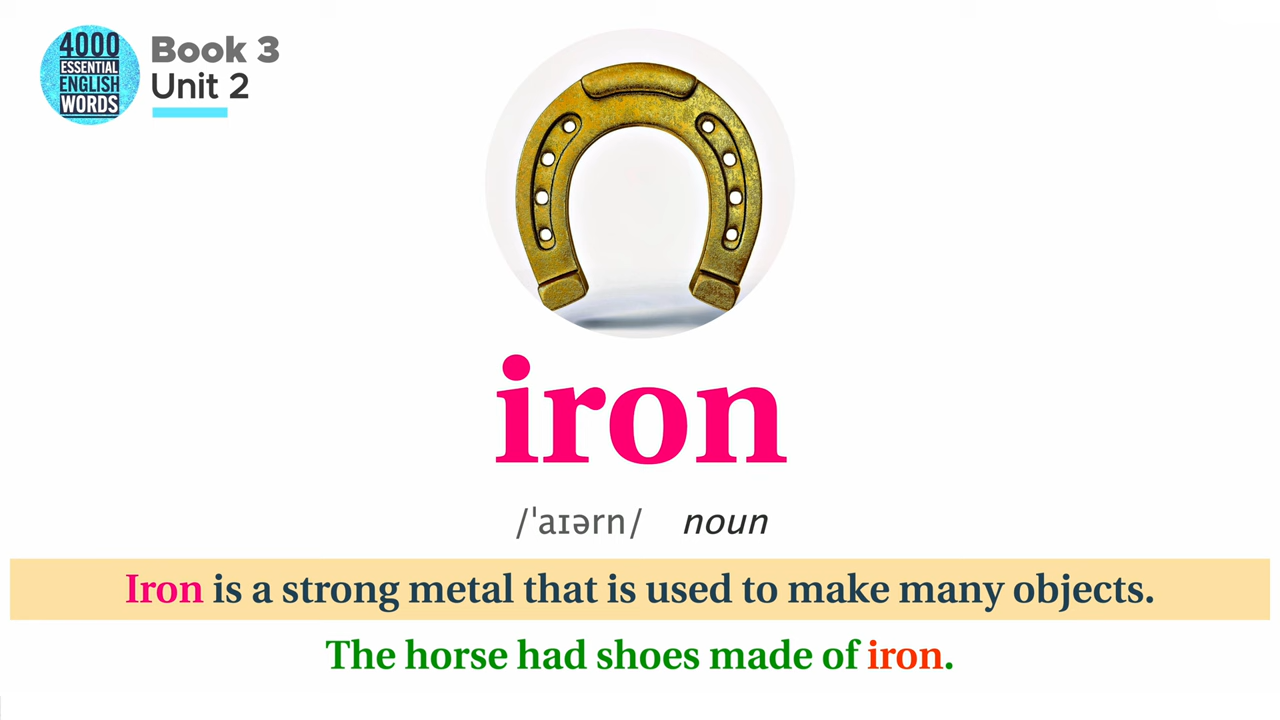 4000
ESSENTIAL
ENGLISH
WORDS
Book 3
Unit 2
iron
/ˈaɪərn/ noun
Iron is a strong metal that is used to make many objects.
The horse had shoes made of iron.